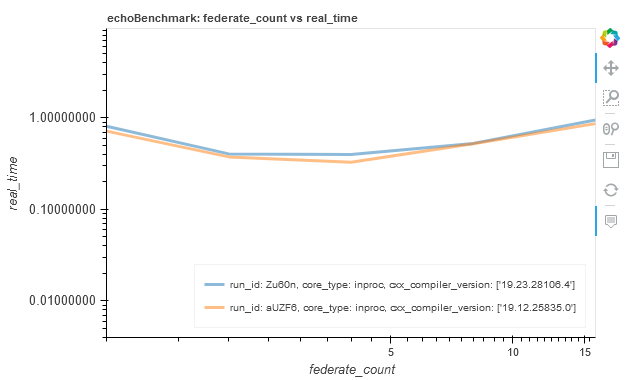 echoBenchmark: federate_count vs real_time
1.00000000
0.10000000
0.01000000
real_time
run_id: Zu60n, core_type: inproc, cxx_compiler_version: ['19.23.28106.4']
run_id: aUZF6, core_type: inproc, cxx_compiler_version: ['19.12.25835.0']
5
10
15
federate_count